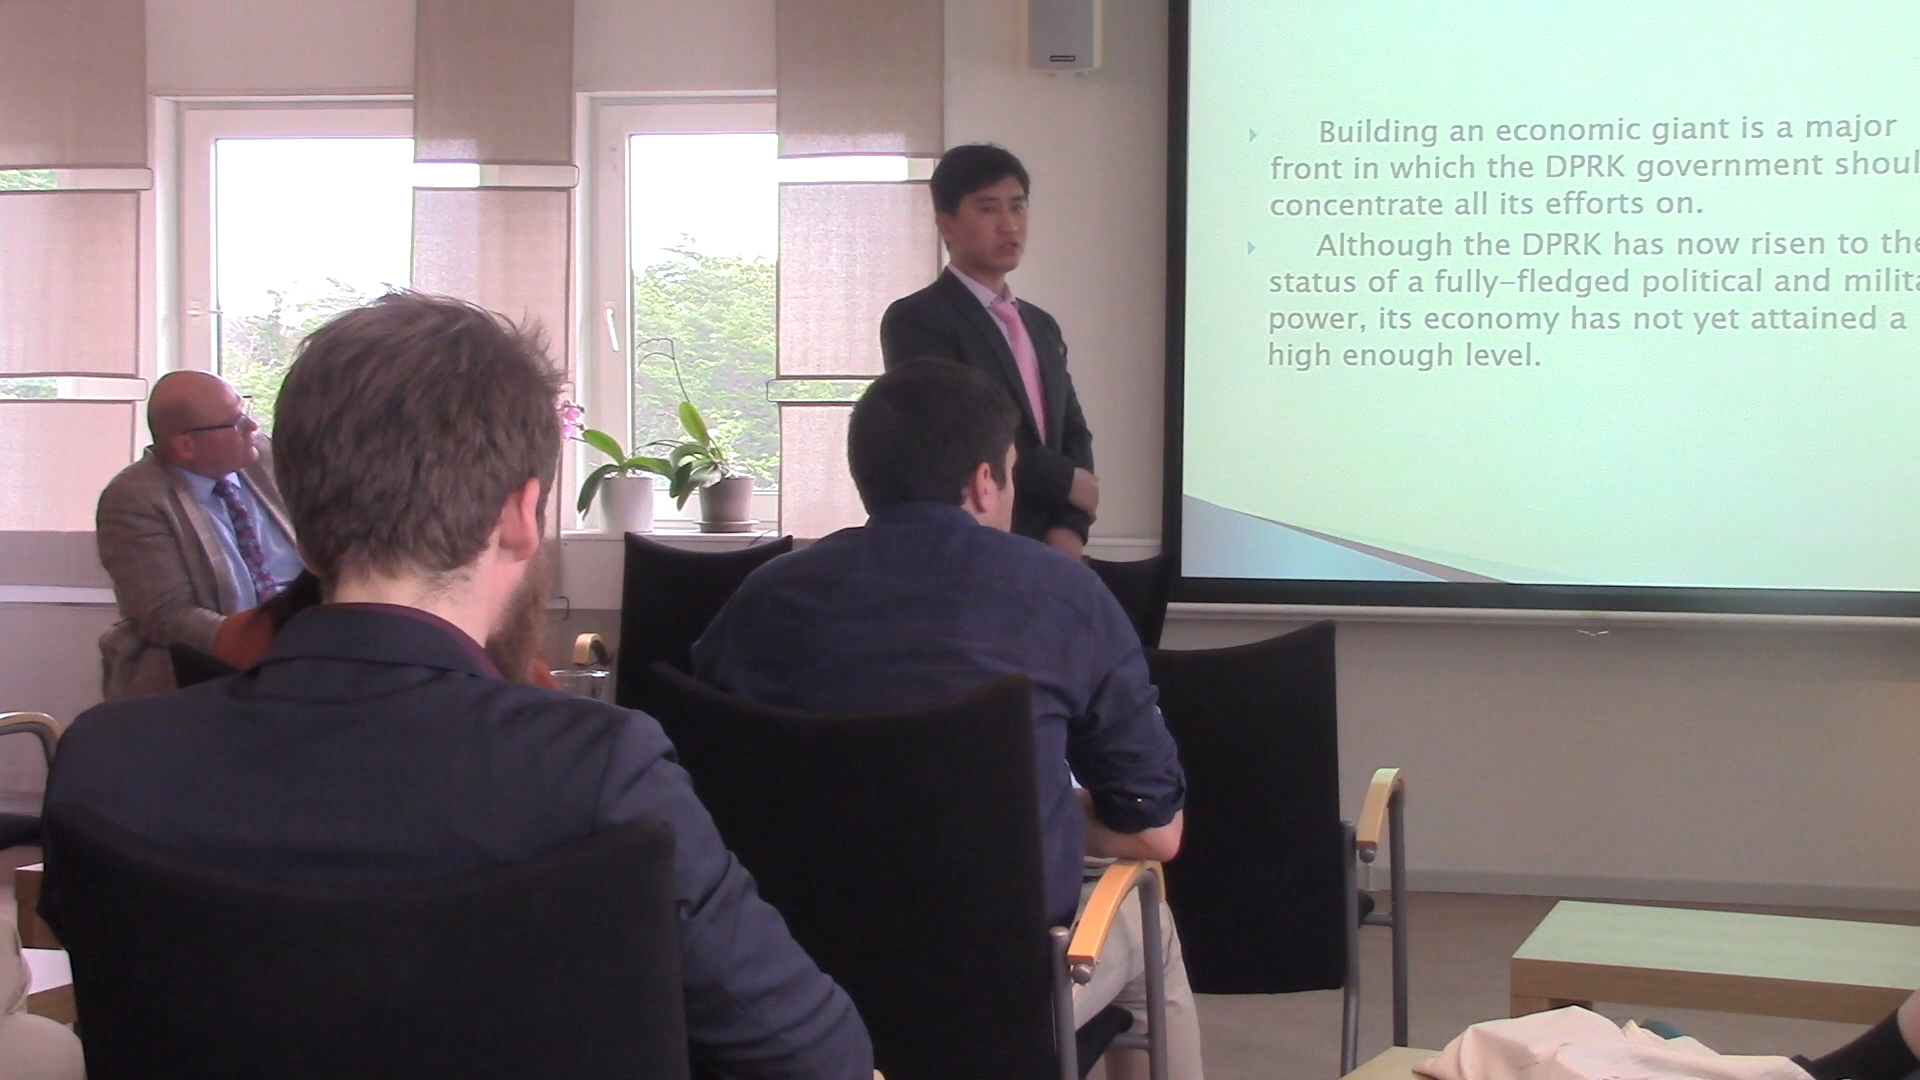 Building an economic giant is a major
front in which the DPRK government shoul
concentrate all its efforts on.
Although the DPRK has now risen to the
status of a fully-fledged political and milita
power, its economy has not yet attained a
high enough level.